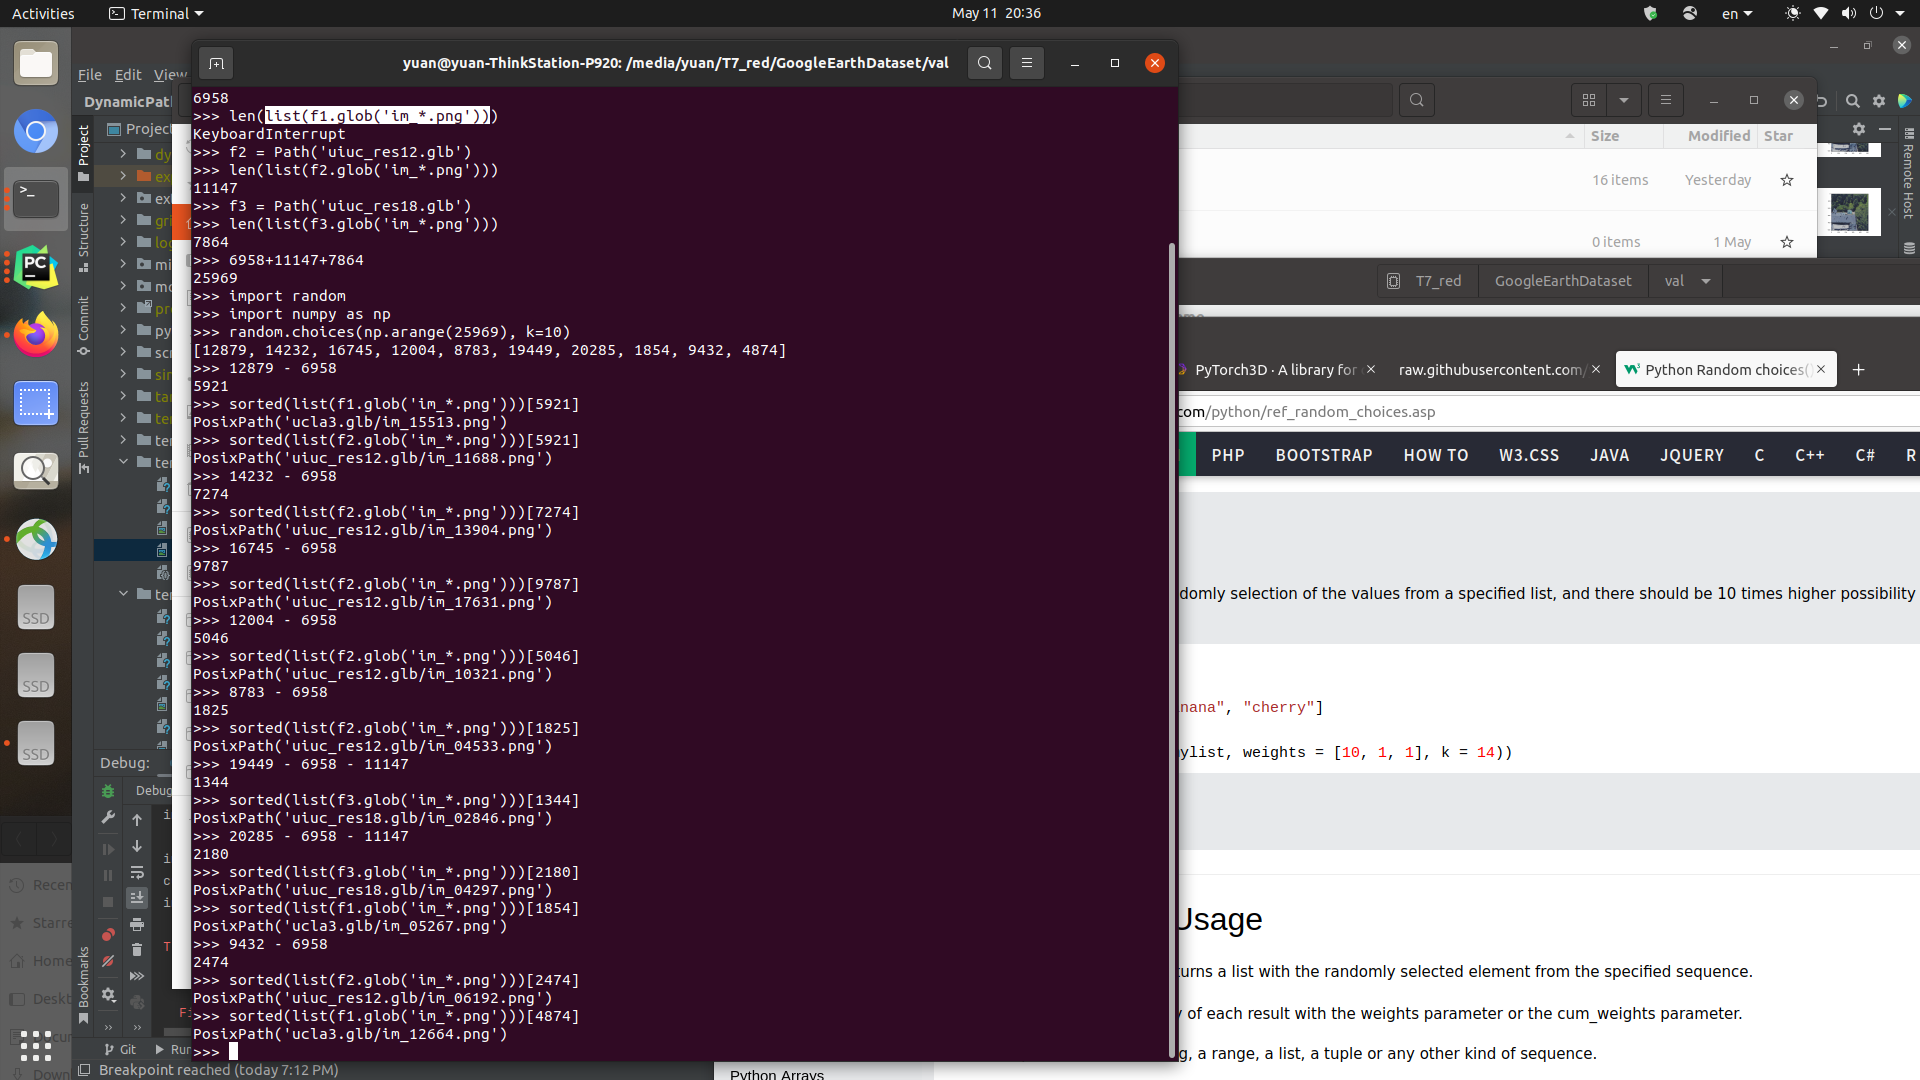 Activities
Terminal
May 11  20:36
en
yuan@yuan-ThinkStation-P920: /media/yuan/T7_red/GoogleEarthDataset/val
File Edit View
DynamicPat
Project
Project
Structure
Commit
Pull Requests
Bookmarks
6958
>>> len(list(f1.glob('im_*.png')))
KeyboardInterrupt
>>> f2 = Path('uiuc_res12.glb')
>>> len(list(f2.glob('im_*.png')))
11147
>>> f3 = Path('uiuc_res18.glb')
>>> len(list(f3.glob('im_*.png')))
7864
>>> 6958+11147+7864
25969
>>> import random
>>> import numpy as np
>>> random.choices(np.arange(25969), k=10)
[12879, 14232, 16745, 12004, 8783, 19449, 20285, 1854, 9432, 4874]
>>> 12879 - 6958
5921
>>> sorted(list(f1.glob('im_*.png')))[5921]
PosixPath('ucla3.glb/im_15513.png')
>>> sorted(list(f2.glob('im_*.png')))[5921]
PosixPath('uiuc_res12.glb/im_11688.png')
>>> 14232 - 6958
7274
>>> sorted(list(f2.glob('im_*.png')))[7274]
PosixPath('uiuc_res12.glb/im_13904.png')
>>> 16745 - 6958
9787
>>> sorted(list(f2.glob('im_*.png')))[9787]
PosixPath('uiuc_res12.glb/im_17631.png')
>>> 12004 - 6958
5046
>>> sorted(list(f2.glob('im_*.png')))[5046]
PosixPath('uiuc_res12.glb/im_10321.png')
>>> 8783 - 6958
1825
>>> sorted(list(f2.glob('im_*.png')))[1825]
PosixPath('uiuc_res12.glb/im_04533.png')
>>> 19449 - 6958 - 11147
1344
>>> sorted(list(f3.glob('im_*.png')))[1344]
PosixPath('uiuc_res18.glb/im_02846.png')
>>> 20285 - 6958 - 11147
2180
>>> sorted(list(f3.glob('im_*.png')))[2180]
PosixPath('uiuc_res18.glb/im_04297.png')
>>> sorted(list(f1.glob('im_*.png')))[1854]
PosixPath('ucla3.glb/im_05267.png')
>>> 9432 - 6958
2474
>>> sorted(list(f2.glob('im_*.png')))[2474]
PosixPath('uiuc_res12.glb/im_06192.png')
>>> sorted(list(f1.glob('im_*.png')))[4874]
PosixPath('ucla3.glb/im_12664.png')
>>>
Debug:
Debug
SSD
SSD
SSD
Git
Run
Breakpoint reached (today 7:12 PM)
Size Modified Star
16 items Yesterday
0 items 1 May
Remote Host
T7_red GoogleEarthDataset val
PyTorch3D · A library for
raw.githubusercontent.com/
Python Random choices()
com/python/ref_random_choices.asp
PHP BOOTSTRAP HOW TO W3.CSS JAVA JQUERY C C++ C# R
domly selection of the values from a specified list, and there should be 10 times higher possibility
nana", "cherry"]
ylist, weights = [10, 1, 1], k = 14))
Usage
turns a list with the randomly selected element from the specified sequence.
y of each result with the weights parameter or the cum_weights parameter.
g, a range, a list, a tuple or any other kind of sequence.
Python Arrays